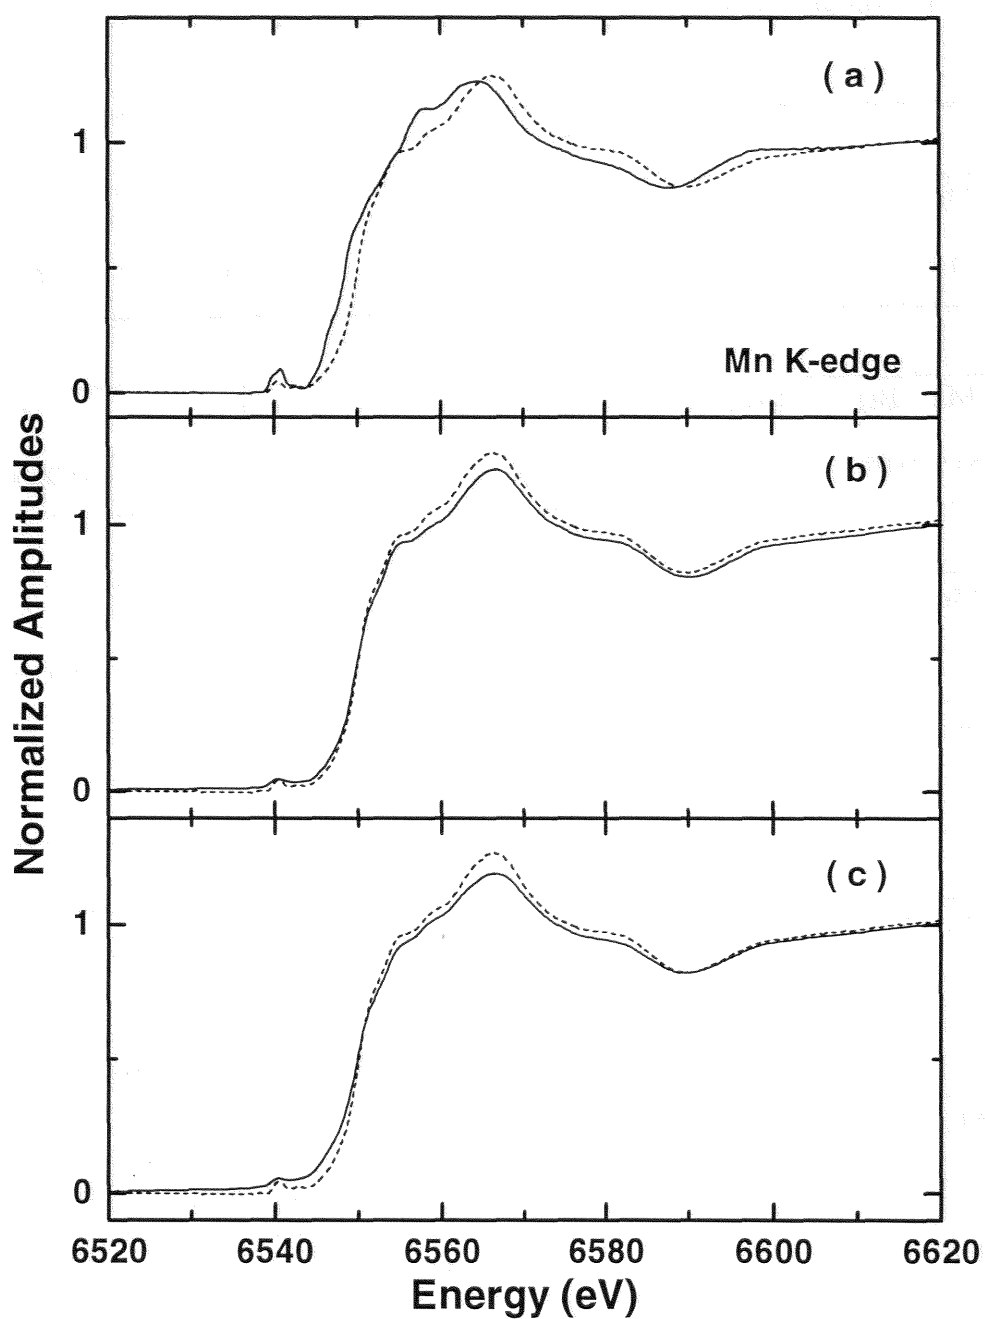 ( a )
1
Mn K-edge
0
( b )
1
0
( c )
1
0
Normalized Amplitudes
6520 6540 6560 6580 6600 6620
Energy (eV)